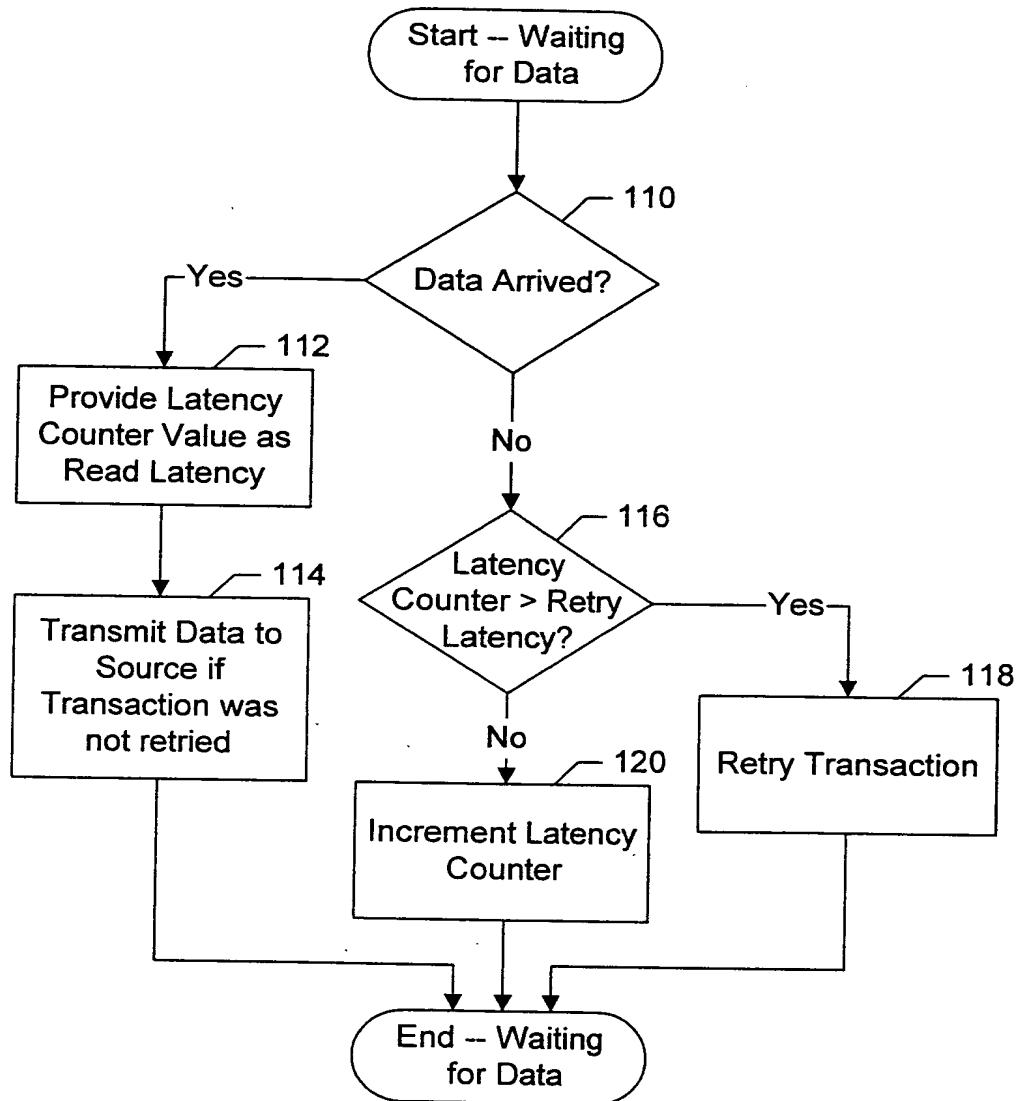 Start -- Waiting
for Data
110
Data Arrived?
Yes
No
112
Provide Latency
Counter Value as
Read Latency
114
Transmit Data to
Source if
Transaction was
not retried
116
Latency
Counter > Retry
Latency?
Yes
No
118
Retry Transaction
120
Increment Latency
Counter
End -- Waiting
for Data